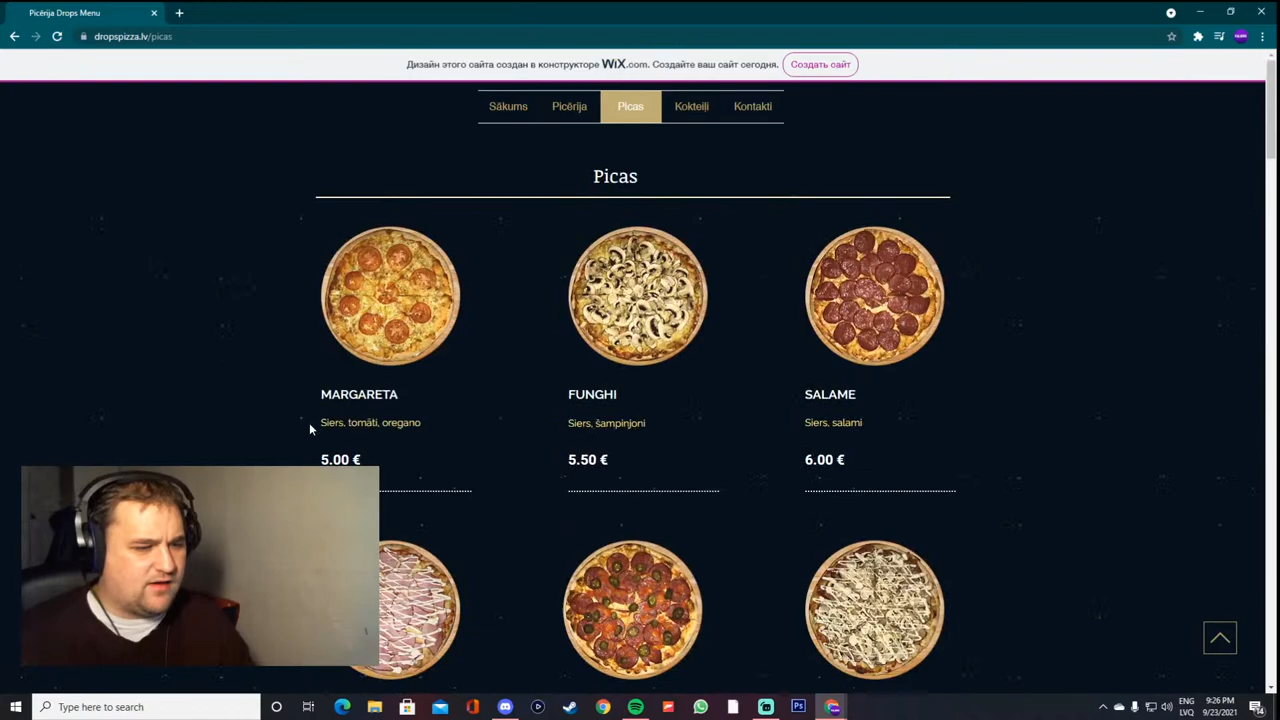 Picērija Drops Menu
dropspizza.lv/picas
Дизайн этого сайта создан в конструкторе WiX.com. Создайте ваш сайт сегодня. Создать сайт
Sākums Picērija Picas Kokteiļi Kontakti
Picas
MARGARETA FUNGHI SALAME
Siers, tomāti, oregano Siers, šampinjoni Siers, salami
5.00 € 5.50 € 6.00 €
Type here to search
ENG 9:26 PM
LVQ 9/23/2021
14